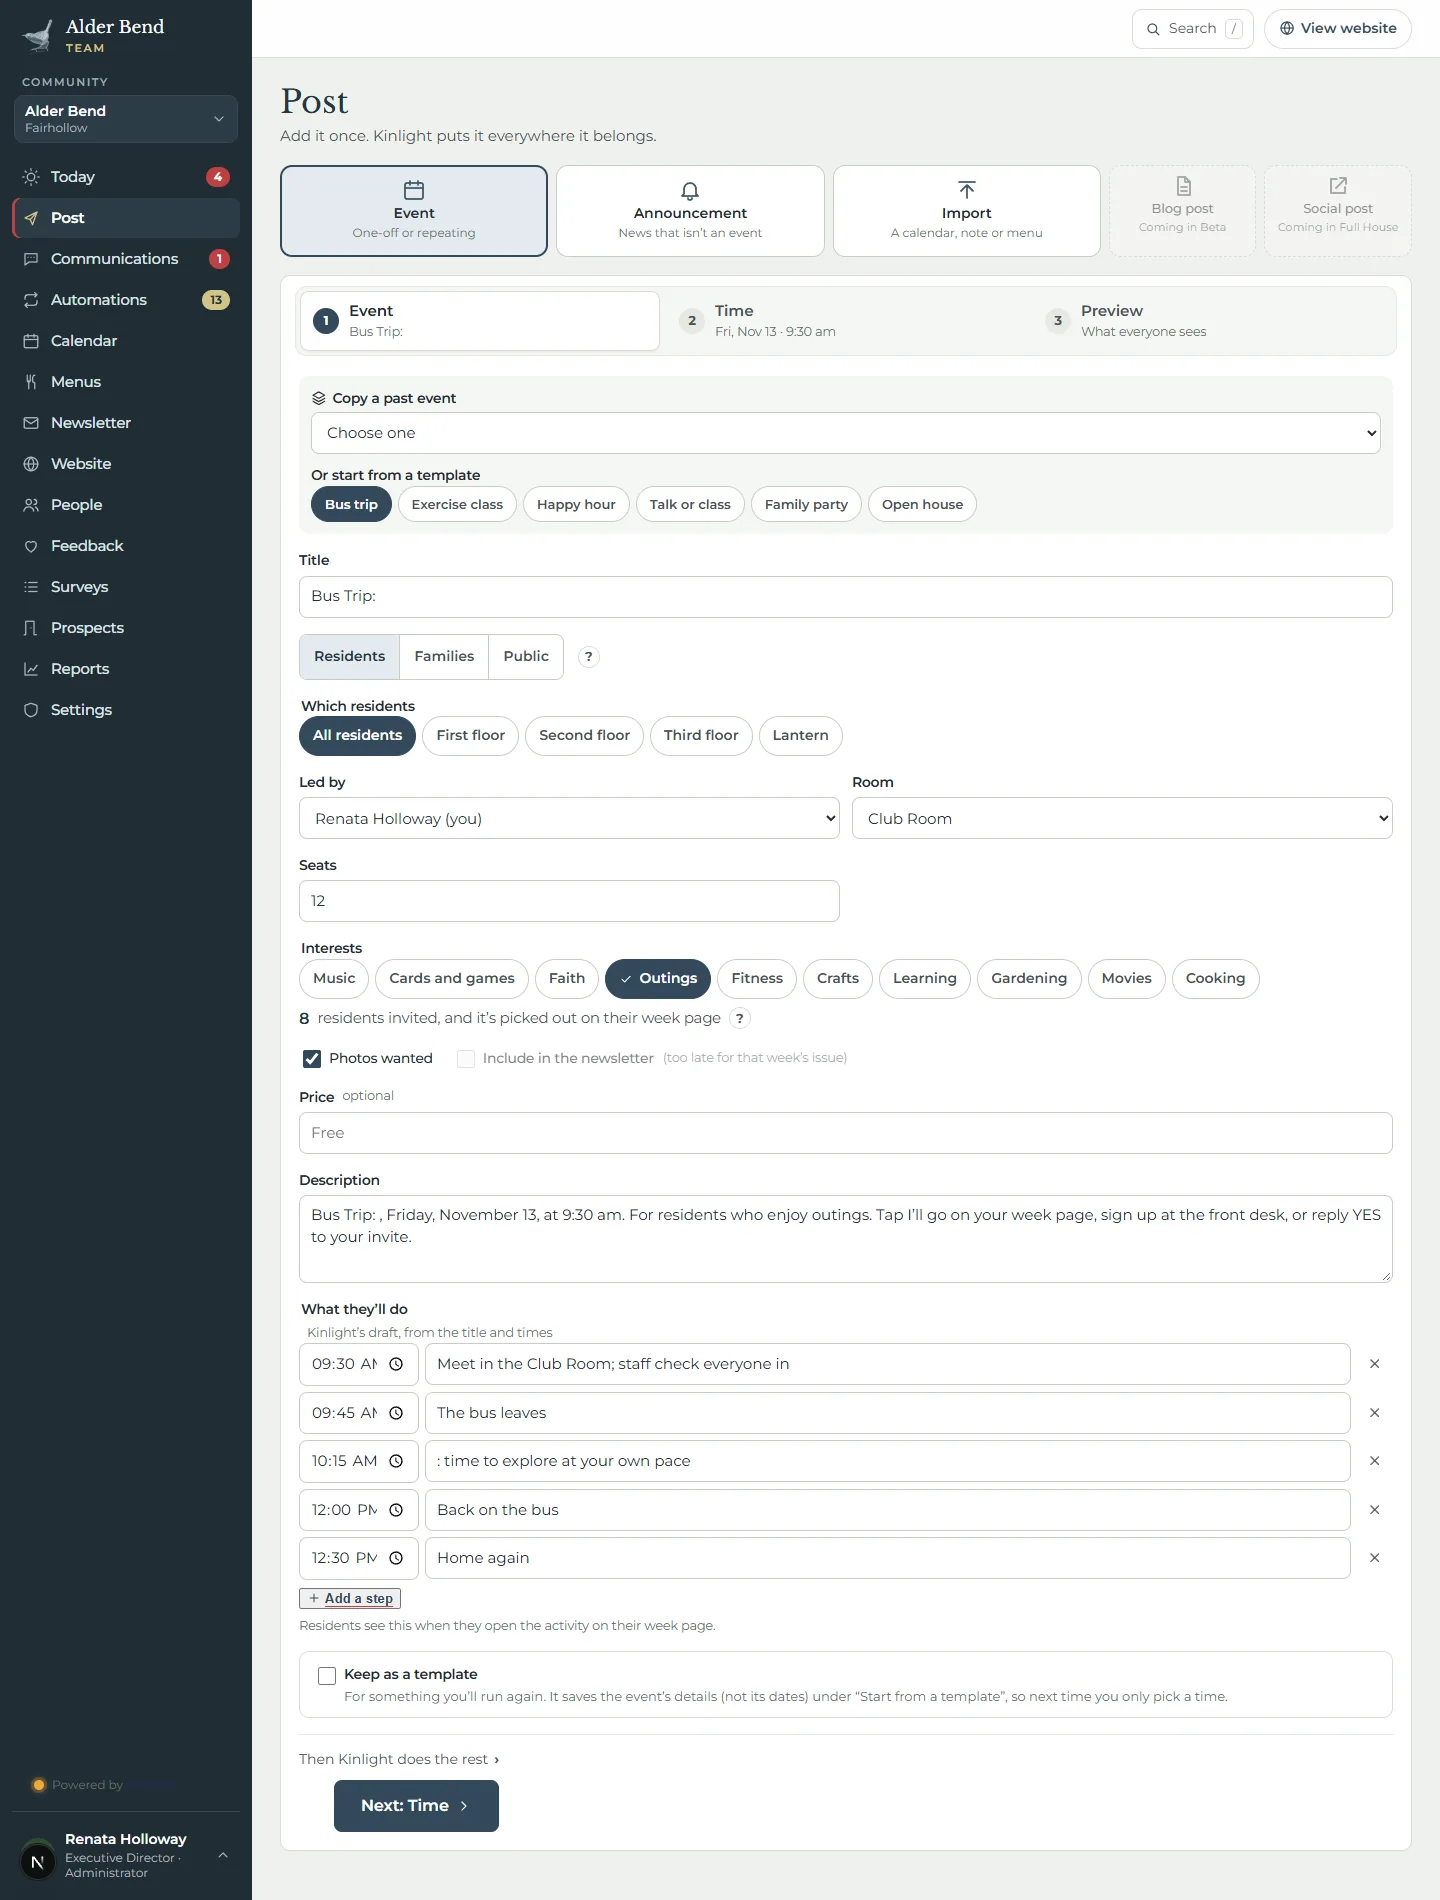 Alder Bend
TEAM
COMMUNITY
Alder Bend
Fairhollow
Today
4
Post
Communications
1
Automations
13
Calendar
Menus
Newsletter
Website
People
Feedback
Surveys
Prospects
Reports
Settings
Powered by
Renata Holloway
Executive Director ·
Administrator
N
Search /
View website
Post
Add it once. Kinlight puts it everywhere it belongs.
Event
One-off or repeating
Announcement
News that isn’t an event
Import
A calendar, note or menu
Blog post
Coming in Beta
Social post
Coming in Full House
1
Event
Bus Trip:
2
Time
Fri, Nov 13 · 9:30 am
3
Preview
What everyone sees
Copy a past event
Choose one
Or start from a template
Bus trip
Exercise class
Happy hour
Talk or class
Family party
Open house
Title
Bus Trip:
Residents
Families
Public
?
Which residents
All residents
First floor
Second floor
Third floor
Lantern
Led by
Renata Holloway (you)
Room
Club Room
Seats
12
Interests
Music
Cards and games
Faith
Outings
Fitness
Crafts
Learning
Gardening
Movies
Cooking
8 residents invited, and it’s picked out on their week page ?
Photos wanted
Include in the newsletter (too late for that week’s issue)
Price optional
Free
Description
Bus Trip: , Friday, November 13, at 9:30 am. For residents who enjoy outings. Tap I’ll go on your week page, sign up at the front desk, or reply YES
to your invite.
What they’ll do
Kinlight’s draft, from the title and times
09:30 AM
Meet in the Club Room; staff check everyone in
09:45 AM
The bus leaves
10:15 AM
: time to explore at your own pace
12:00 PM
Back on the bus
12:30 PM
Home again
+ Add a step
Residents see this when they open the activity on their week page.
Keep as a template
For something you’ll run again. It saves the event’s details (not its dates) under “Start from a template”, so next time you only pick a time.
Then Kinlight does the rest ›
Next: Time